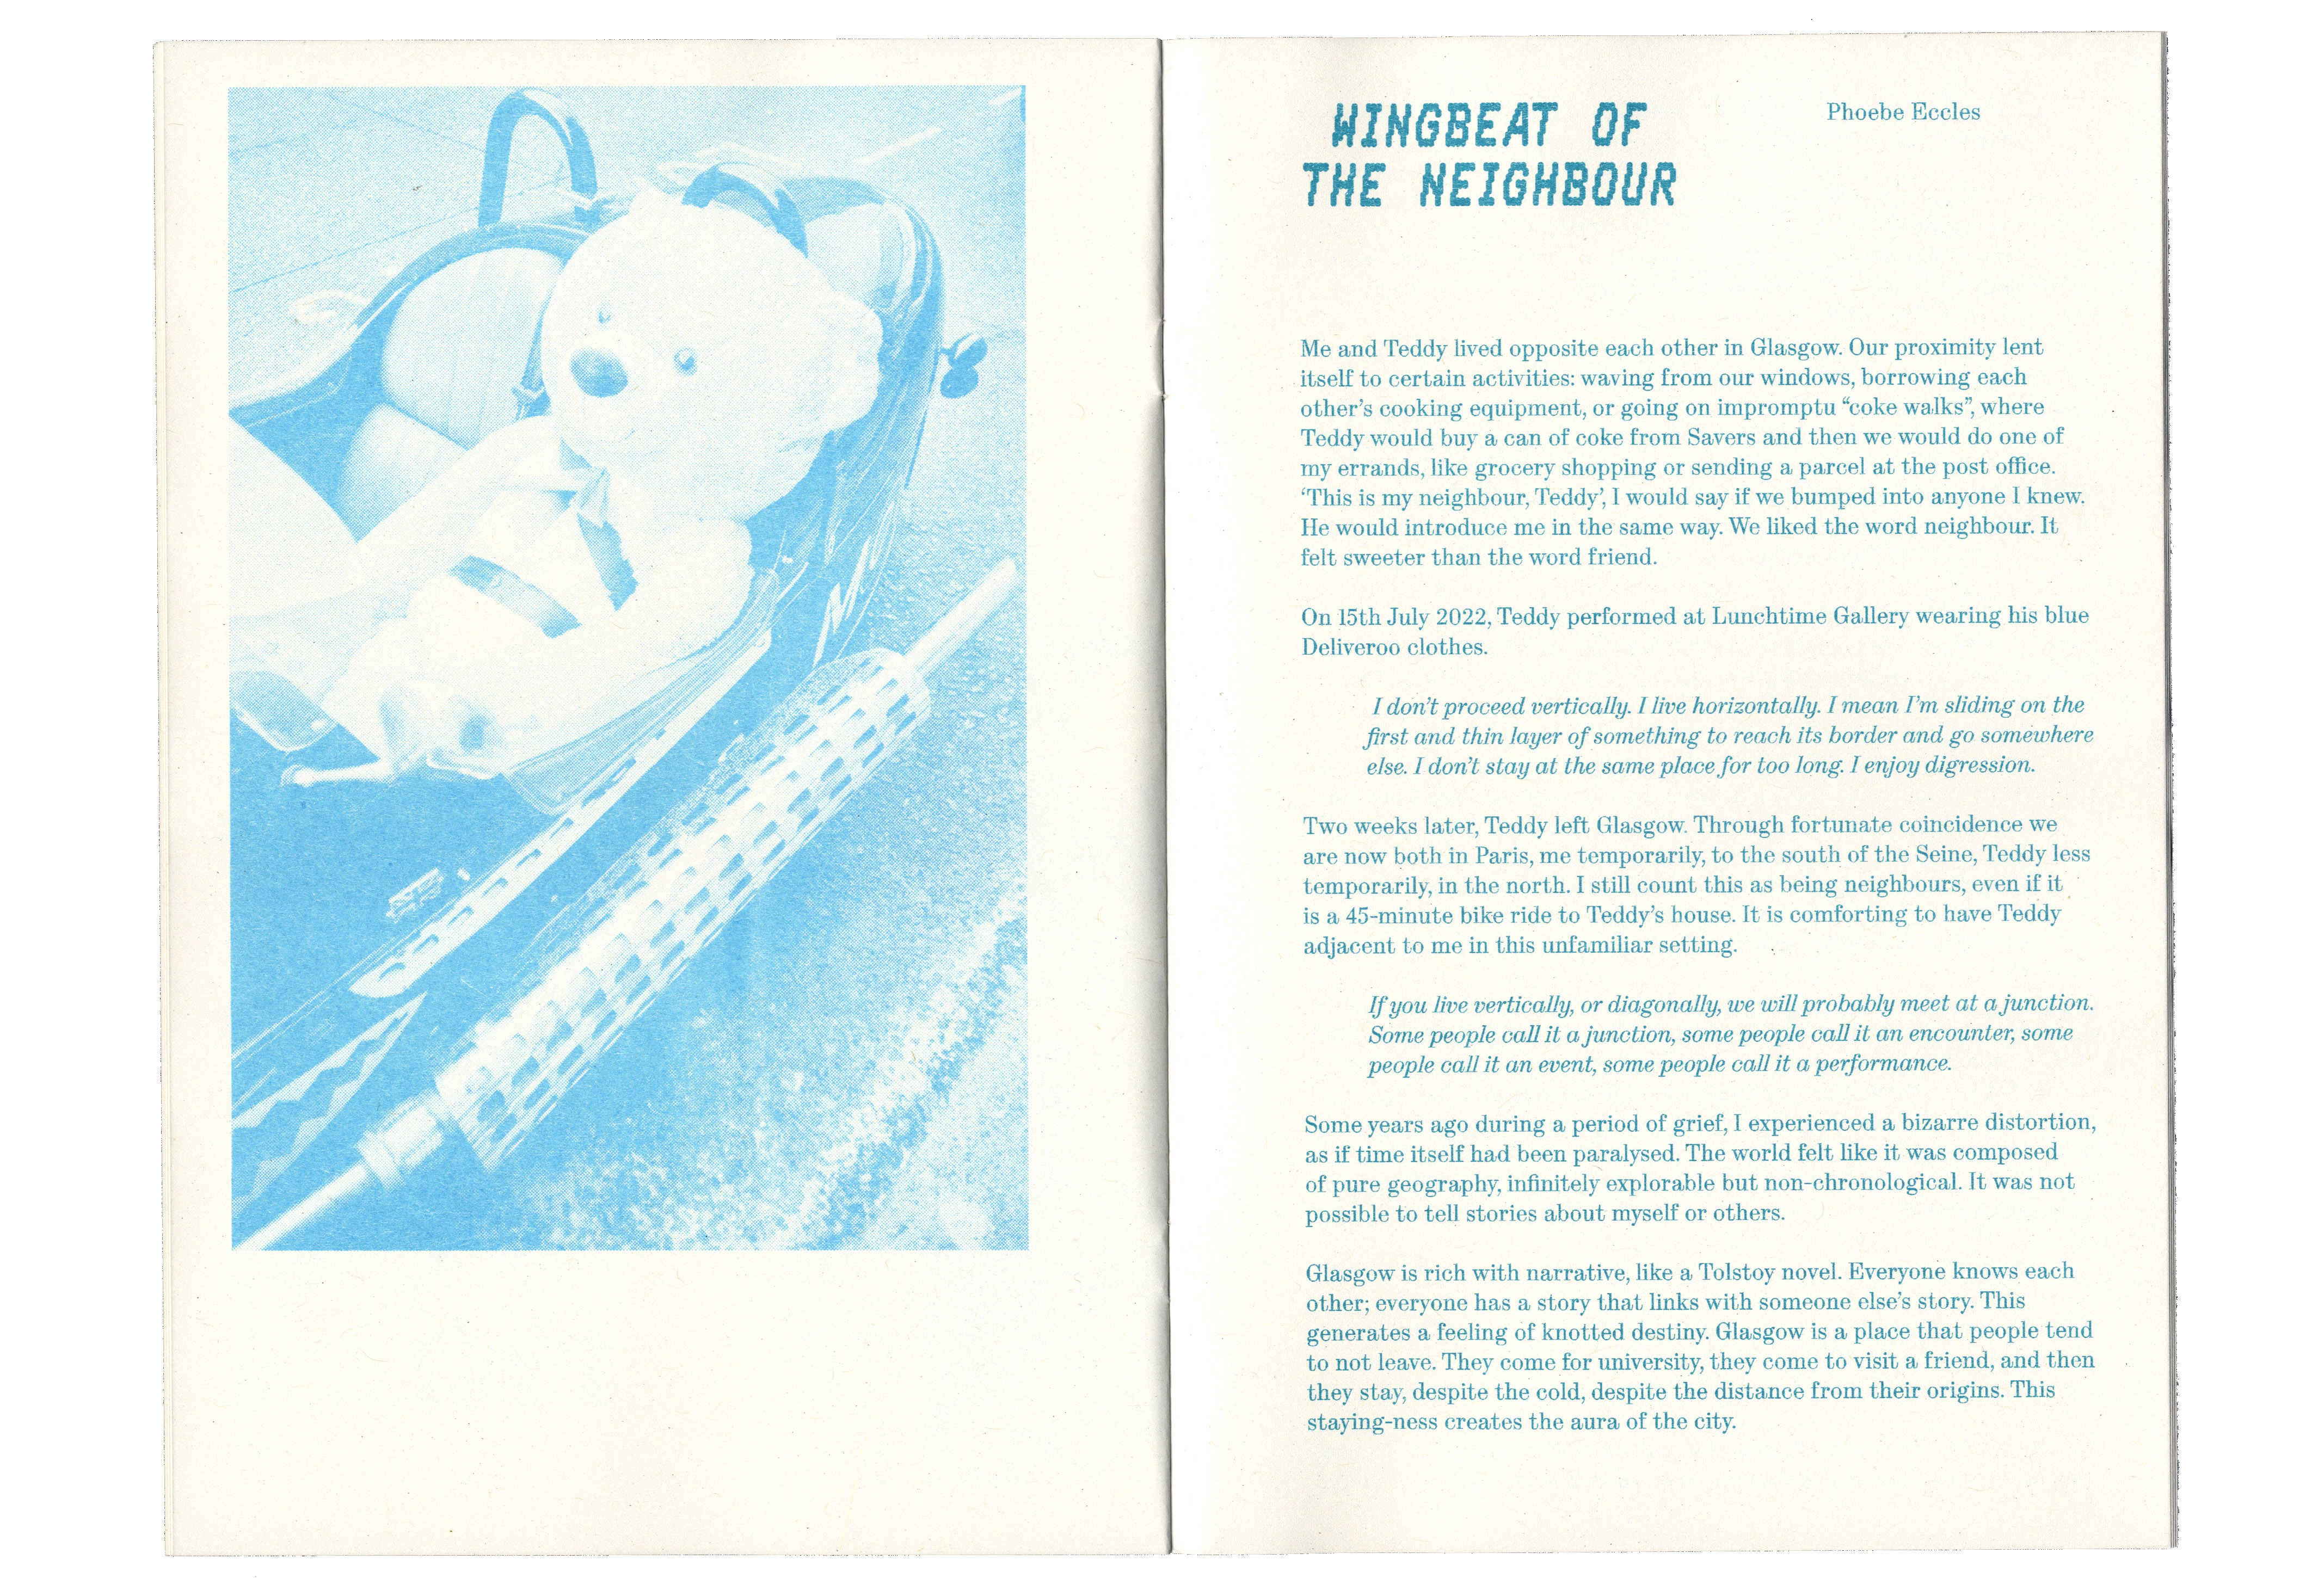 WINGBEAT OF
THE NEIGHBOUR
Phoebe Eccles
Me and Teddy lived opposite each other in Glasgow. Our proximity lent
itself to certain activities: waving from our windows, borrowing each
other’s cooking equipment, or going on impromptu “coke walks”, where
Teddy would buy a can of coke from Savers and then we would do one of
my errands, like grocery shopping or sending a parcel at the post office.
‘This is my neighbour, Teddy’, I would say if we bumped into anyone I knew.
He would introduce me in the same way. We liked the word neighbour. It
felt sweeter than the word friend.
On 15th July 2022, Teddy performed at Lunchtime Gallery wearing his blue
Deliveroo clothes.
I don’t proceed vertically. I live horizontally. I mean I’m sliding on the
first and thin layer of something to reach its border and go somewhere
else. I don’t stay at the same place for too long. I enjoy digression.
Two weeks later, Teddy left Glasgow. Through fortunate coincidence we
are now both in Paris, me temporarily, to the south of the Seine, Teddy less
temporarily, in the north. I still count this as being neighbours, even if it
is a 45-minute bike ride to Teddy’s house. It is comforting to have Teddy
adjacent to me in this unfamiliar setting.
If you live vertically, or diagonally, we will probably meet at a junction.
Some people call it a junction, some people call it an encounter, some
people call it an event, some people call it a performance.
Some years ago during a period of grief, I experienced a bizarre distortion,
as if time itself had been paralysed. The world felt like it was composed
of pure geography, infinitely explorable but non-chronological. It was not
possible to tell stories about myself or others.
Glasgow is rich with narrative, like a Tolstoy novel. Everyone knows each
other; everyone has a story that links with someone else’s story. This
generates a feeling of knotted destiny. Glasgow is a place that people tend
to not leave. They come for university, they come to visit a friend, and then
they stay, despite the cold, despite the distance from their origins. This
staying-ness creates the aura of the city.